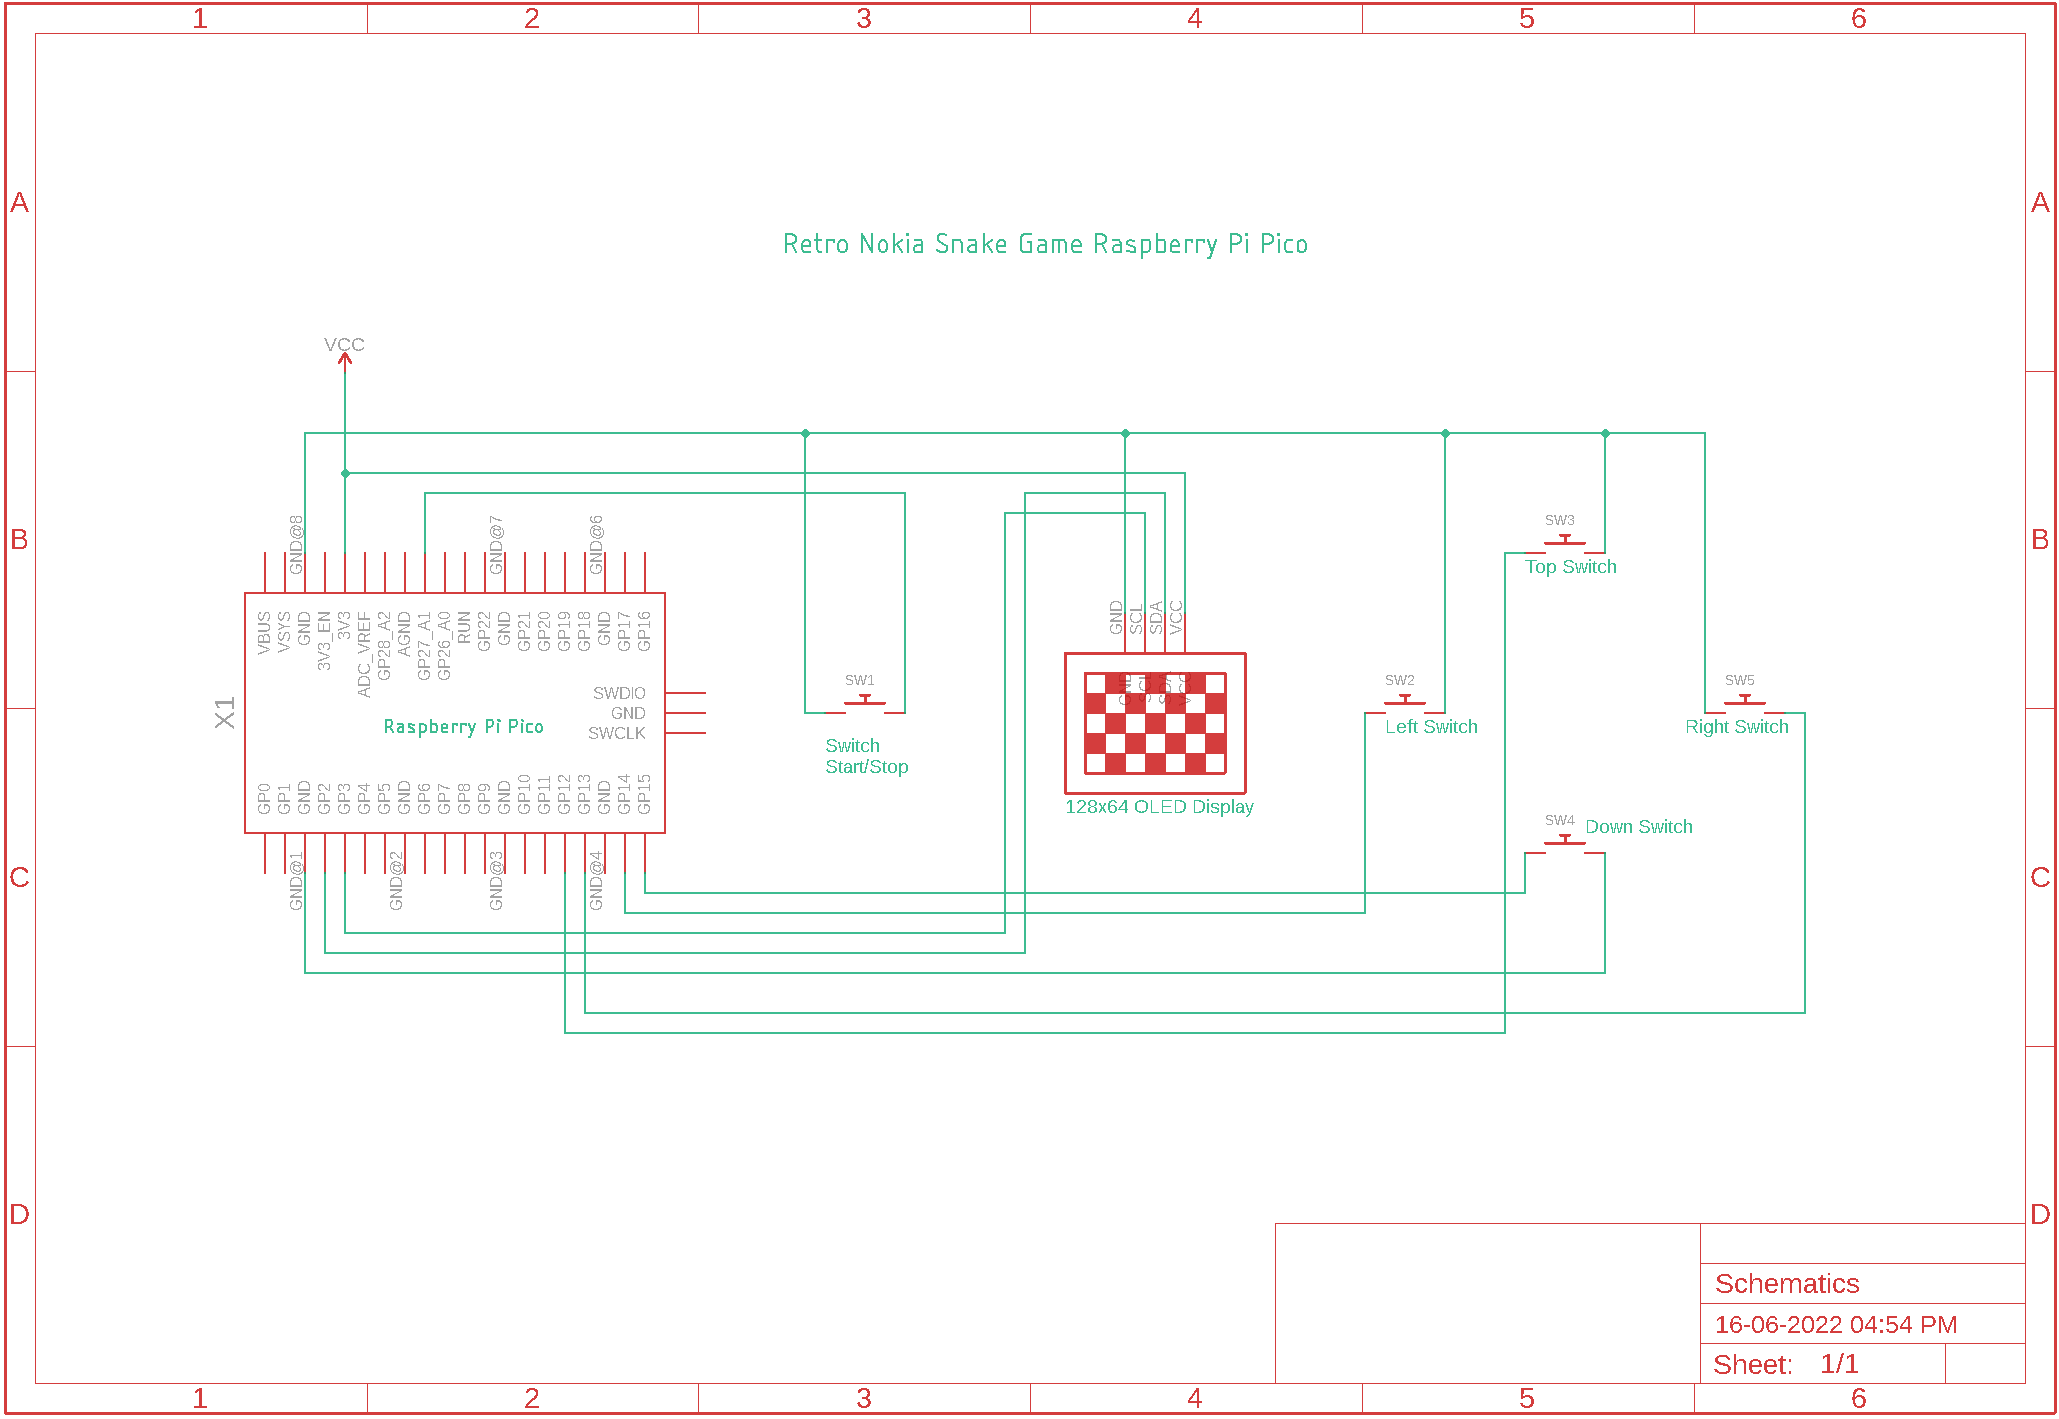 1 2 3 4 5 6
A A
Retro Nokia Snake Game Raspberry Pi Pico
VCC
B B
GND@8 GND@7 GND@6
SW3
Top Switch
VBUS VSYS GND 3V3_EN 3V3 ADC_VREF GP28_A2 AGND GP27_A1 GP26_A0 RUN GP22 GND GP21 GP20 GP19 GP18 GND GP17 GP16
GND SCL SDA VCC
GND SCL SDA VCC
SWDIO
GND
SWCLK
X1
Raspberry Pi Pico
SW1
Switch
Start/Stop
SW2
Left Switch
SW5
Right Switch
128x64 OLED Display
GP0 GP1 GND GP2 GP3 GP4 GP5 GND GP6 GP7 GP8 GP9 GND GP10 GP11 GP12 GP13 GND GP14 GP15
SW4
Down Switch
C C
GND@1 GND@2 GND@3 GND@4
D D
Schematics
16-06-2022 04:54 PM
Sheet: 1/1
1 2 3 4 5 6